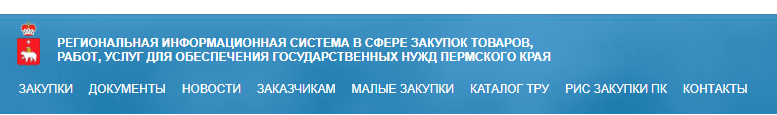 РЕГИОНАЛЬНАЯ ИНФОРМАЦИОННАЯ СИСТЕМА В СФЕРЕ ЗАКУПОК ТОВАРОВ,
РАБОТ, УСЛУГ ДЛЯ ОБЕСПЕЧЕНИЯ ГОСУДАРСТВЕННЫХ НУЖД ПЕРМСКОГО КРАЯ
ЗАКУПКИ ДОКУМЕНТЫ НОВОСТИ ЗАКАЗЧИКАМ МАЛЫЕ ЗАКУПКИ КАТАЛОГ ТРУ РИС ЗАКУПКИ ПК КОНТАКТЫ